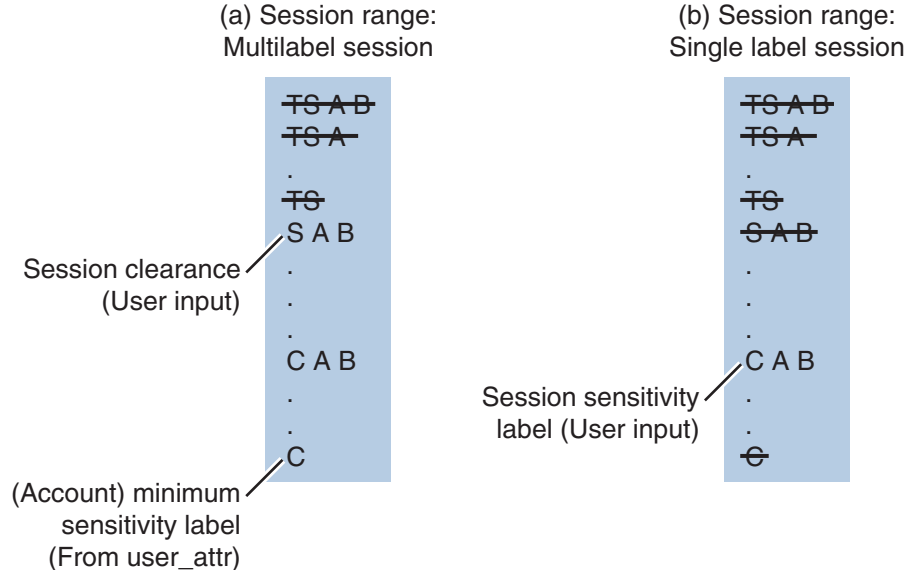 (a) Session range:
Multilabel session
TS A B
TS A
.
TS
S A B
Session clearance
(User input)
.
.
.
C A B
.
.
C
(Account) minimum
sensitivity label
(From user_attr)
(b) Session range:
Single label session
TS A B
TS A
.
TS
S A B
.
.
.
C A B
Session sensitivity
label (User input)
.
.
C